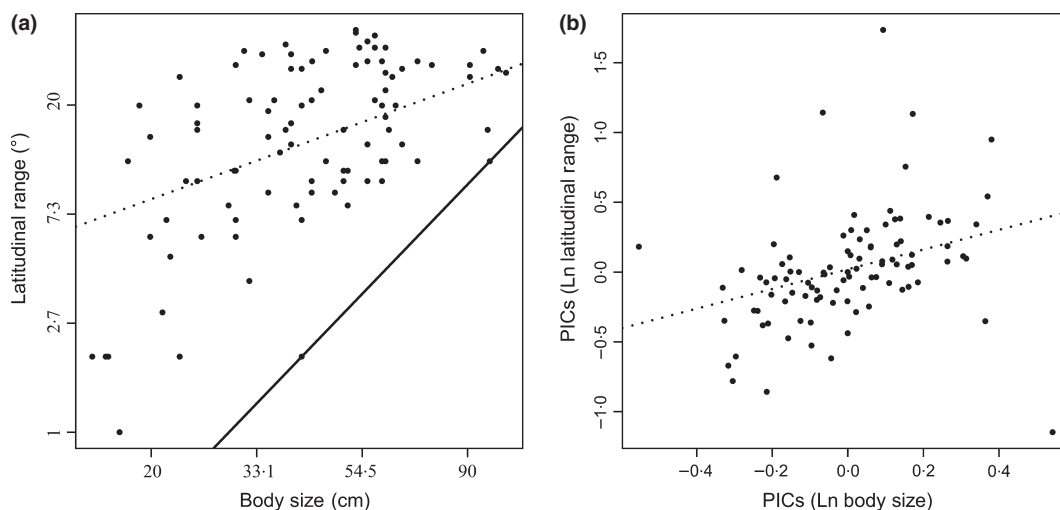 (a)
20
7·3
2·7
1
Latitudinal range (°)
20 33·1 54·5 90
Body size (cm)
(b)
1·5
1·0
0·5
0·0
−0·5
−1·0
PICs (Ln latitudinal range)
−0·4 −0·2 0·0 0·2 0·4
PICs (Ln body size)